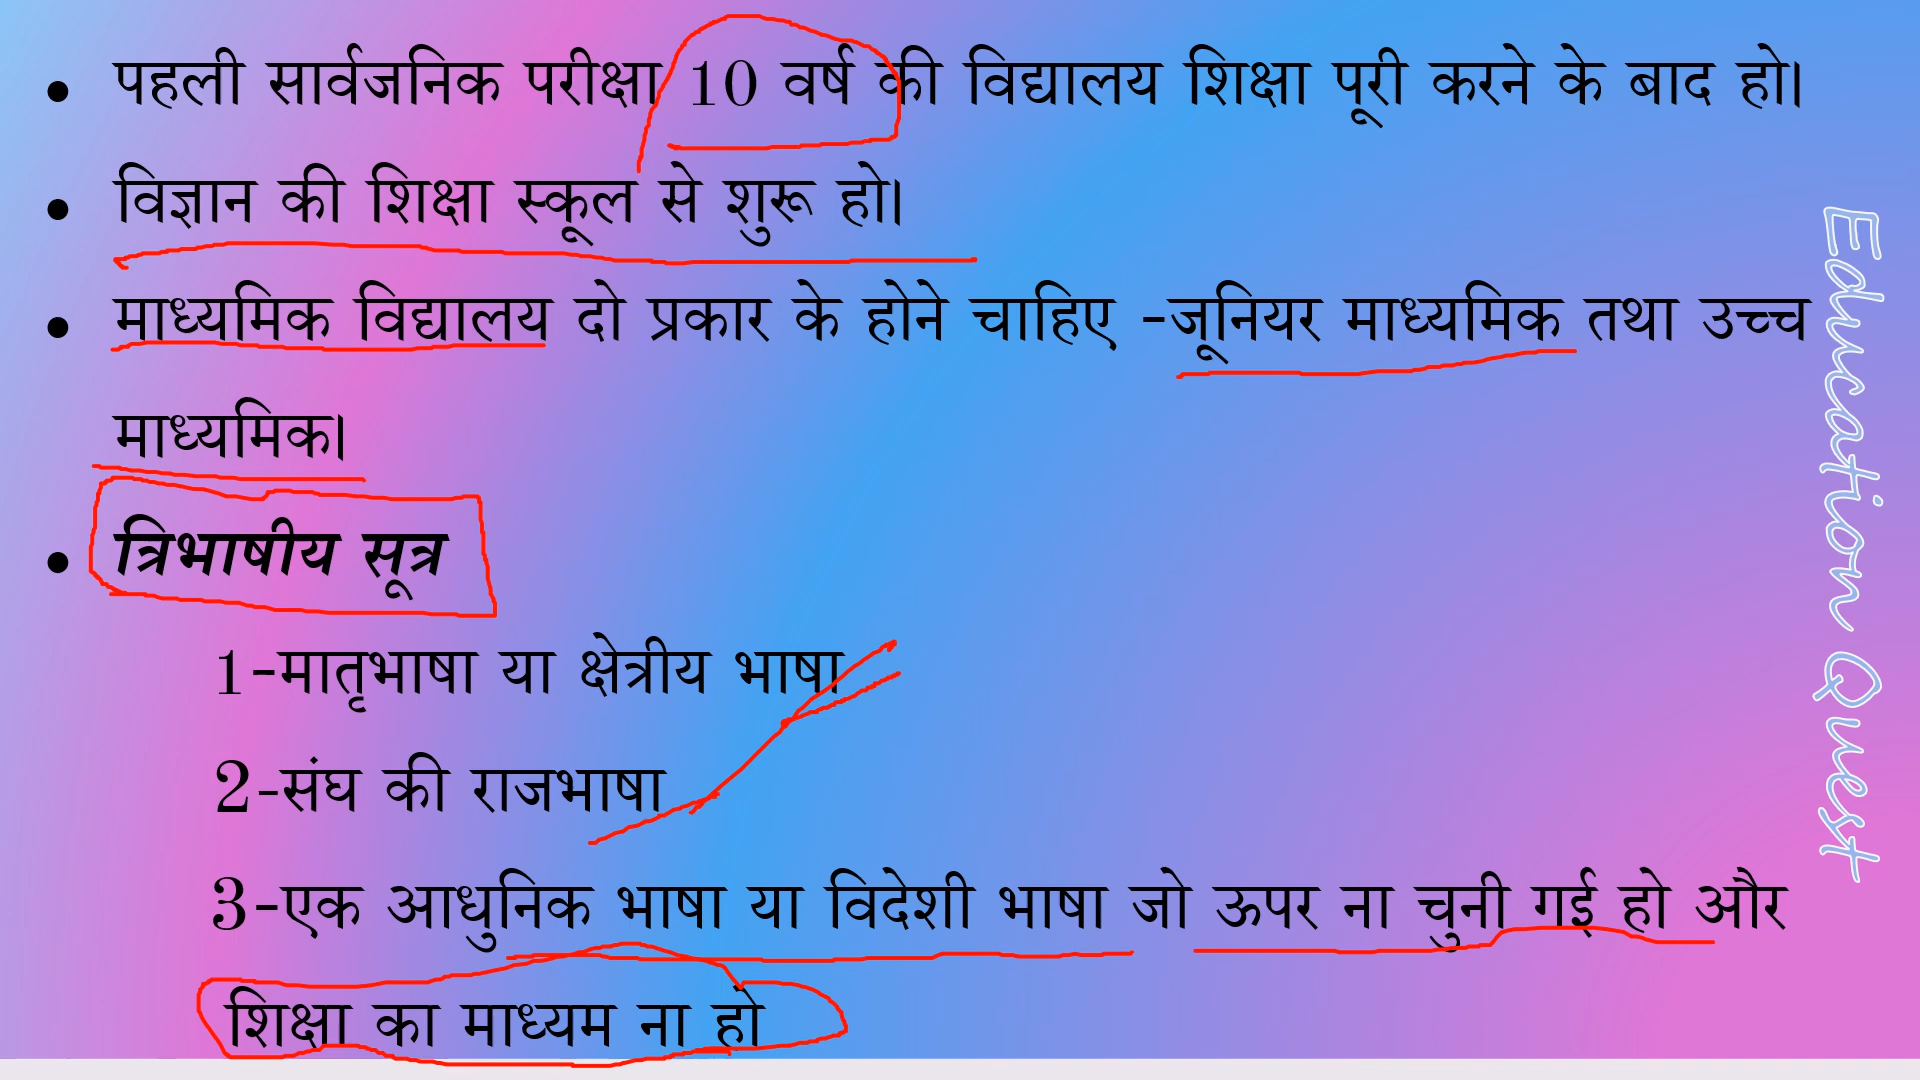 • पहली सार्वजनिक परीक्षा 10 वर्ष की विद्यालय शिक्षा पूरी करने के बाद हो।
• विज्ञान की शिक्षा स्कूल से शुरू हो।
• माध्यमिक विद्यालय दो प्रकार के होने चाहिए -जूनियर माध्यमिक तथा उच्च
माध्यमिक।
• त्रिभाषीय सूत्र
1-मातृभाषा या क्षेत्रीय भाषा
2-संघ की राजभाषा
3-एक आधुनिक भाषा या विदेशी भाषा जो ऊपर ना चुनी गई हो और
शिक्षा का माध्यम ना हो
Education Quest